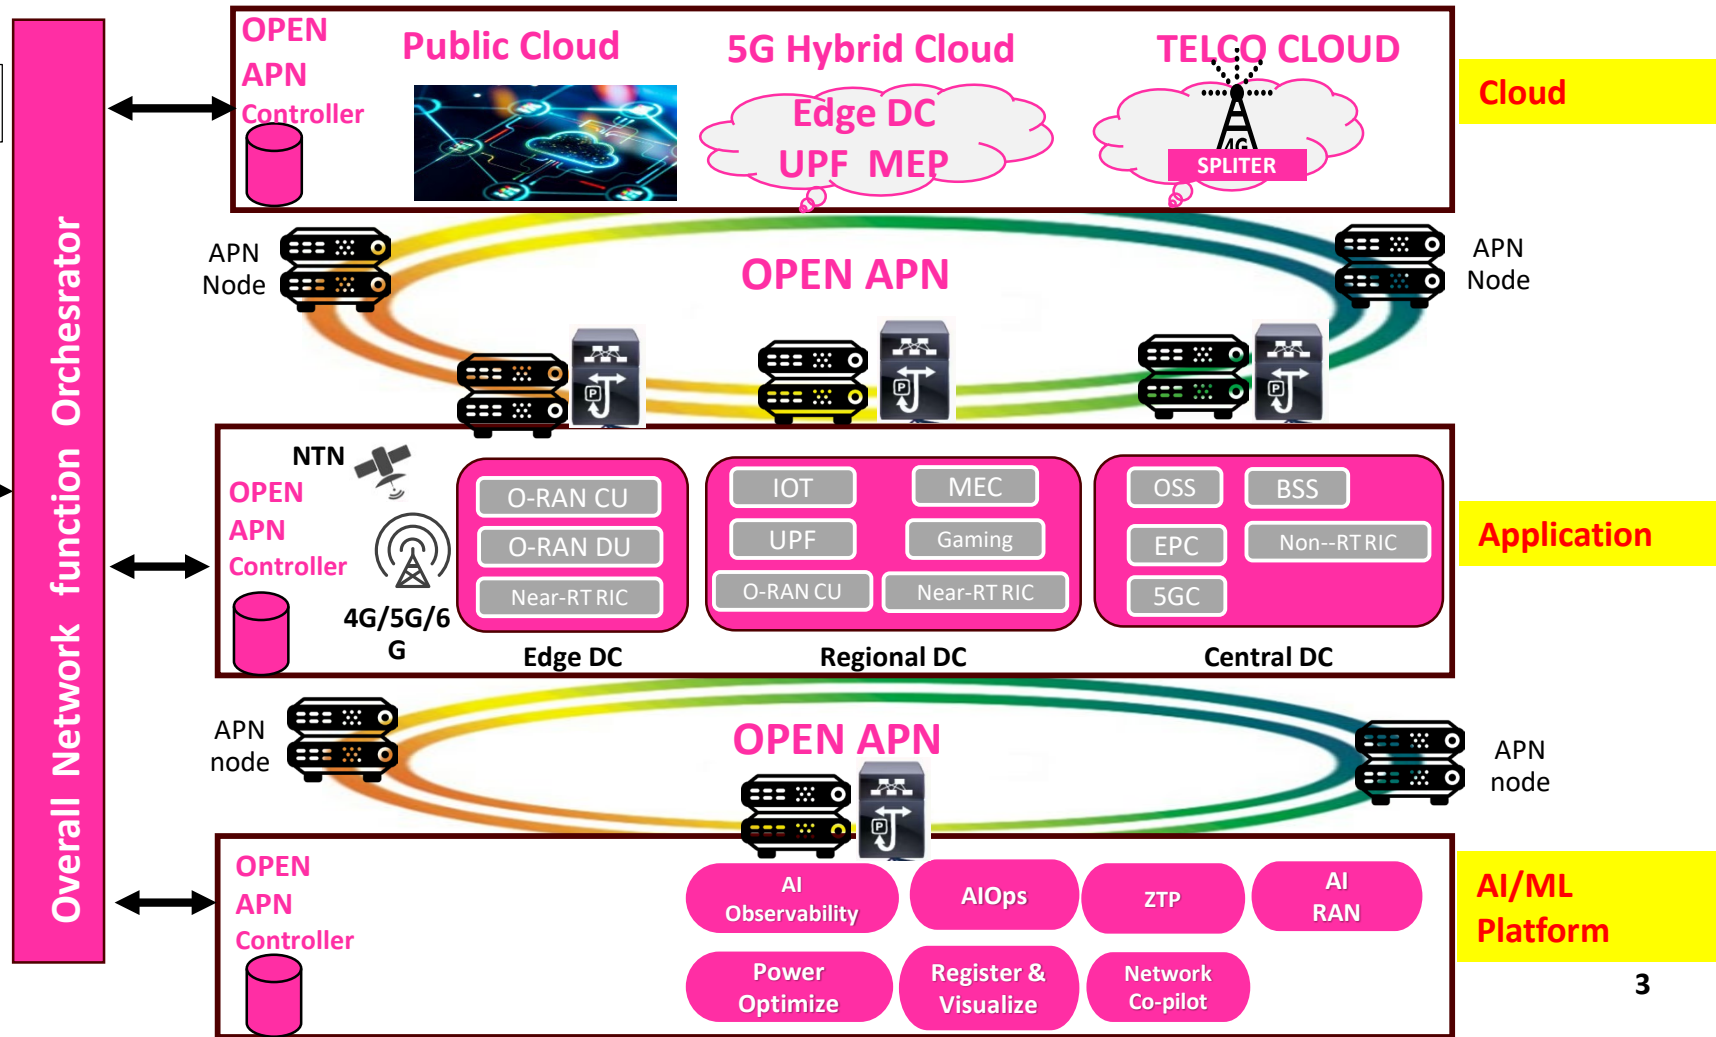 Overall Network function Orchesrator
OPEN
APN
Controller
Public Cloud
5G Hybrid Cloud
Edge DC
UPF MEP
TELCO CLOUD
4G
SPLITER
Cloud
APN
Node
OPEN APN
APN
Node
NTN
OPEN
APN
Controller
4G/5G/6
G
O-RAN CU
O-RAN DU
Near-RT RIC
Edge DC
IOT
MEC
UPF
Gaming
O-RAN CU
Near-RT RIC
Regional DC
OSS
BSS
EPC
Non--RT RIC
5GC
Central DC
Application
APN
node
OPEN APN
APN
node
P
P
P
P
OPEN
APN
Controller
AI
Observability
AIOps
ZTP
AI
RAN
Power
Optimize
Register &
Visualize
Network
Co-pilot
AI/ML
Platform
3